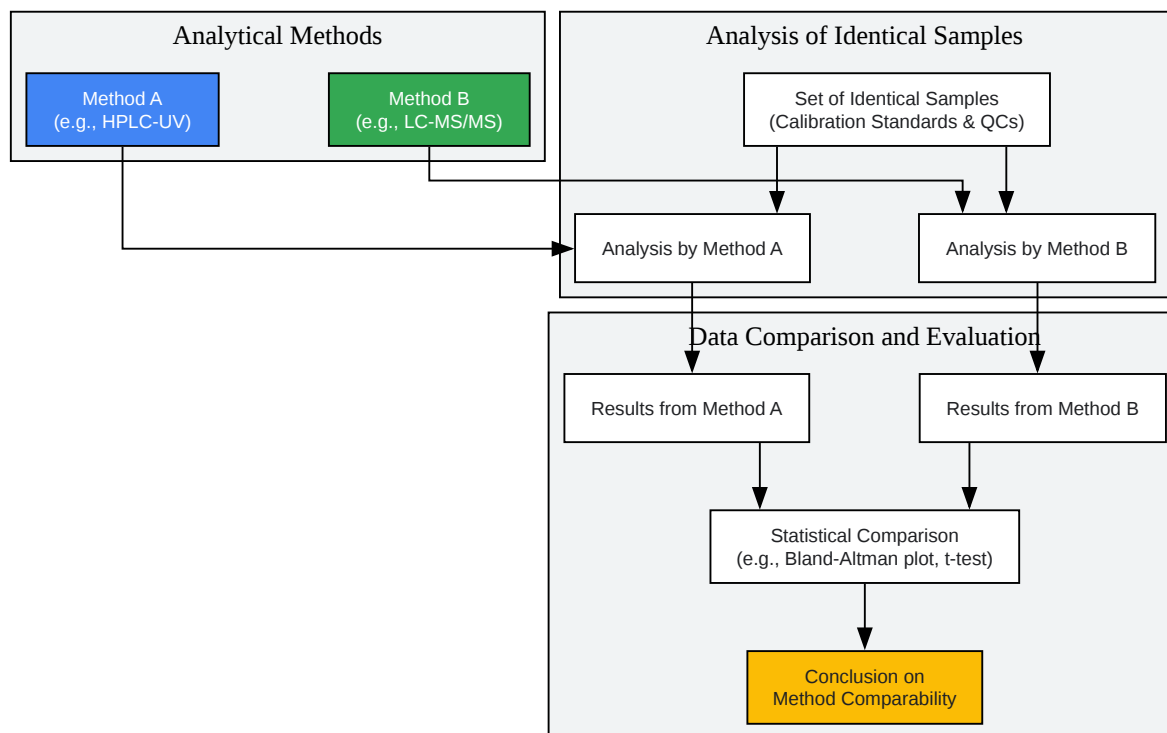 Analytical Methods
Method A
(e.g., HPLC-UV)
Method B
(e.g., LC-MS/MS)
Analysis of Identical Samples
Set of Identical Samples
(Calibration Standards & QCs)
Analysis by Method A
Analysis by Method B
Data Comparison and Evaluation
Results from Method A
Results from Method B
Statistical Comparison
(e.g., Bland-Altman plot, t-test)
Conclusion on
Method Comparability